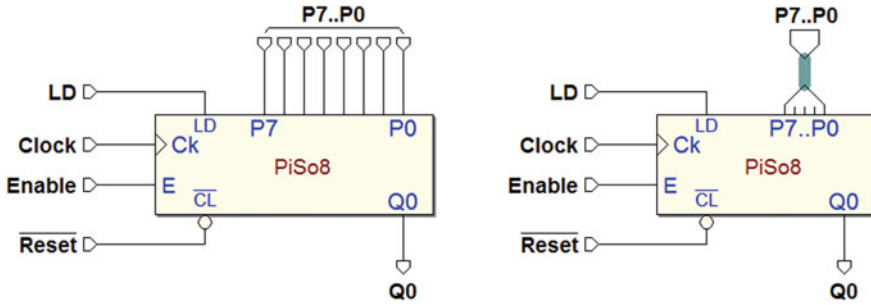 P7..P0 P7..P0
LD LD
LD LD
P7 P0 P7..P0
Clock Ck Clock Ck
PiSo8 PiSo8
Enable E Enable E
CL Q0 CL Q0
Reset Reset
Q0 Q0